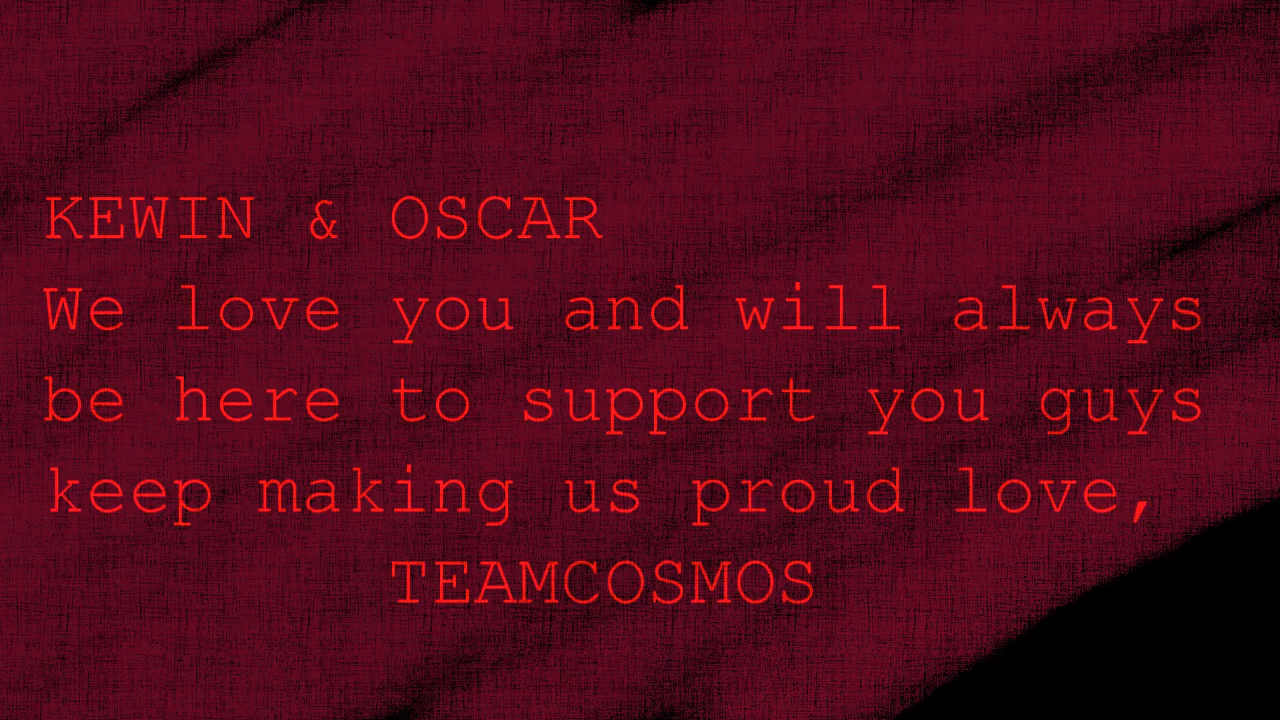 KEWIN & OSCAR
We love you and will always
be here to support you guys
keep making us proud love,
TEAMCOSMOS